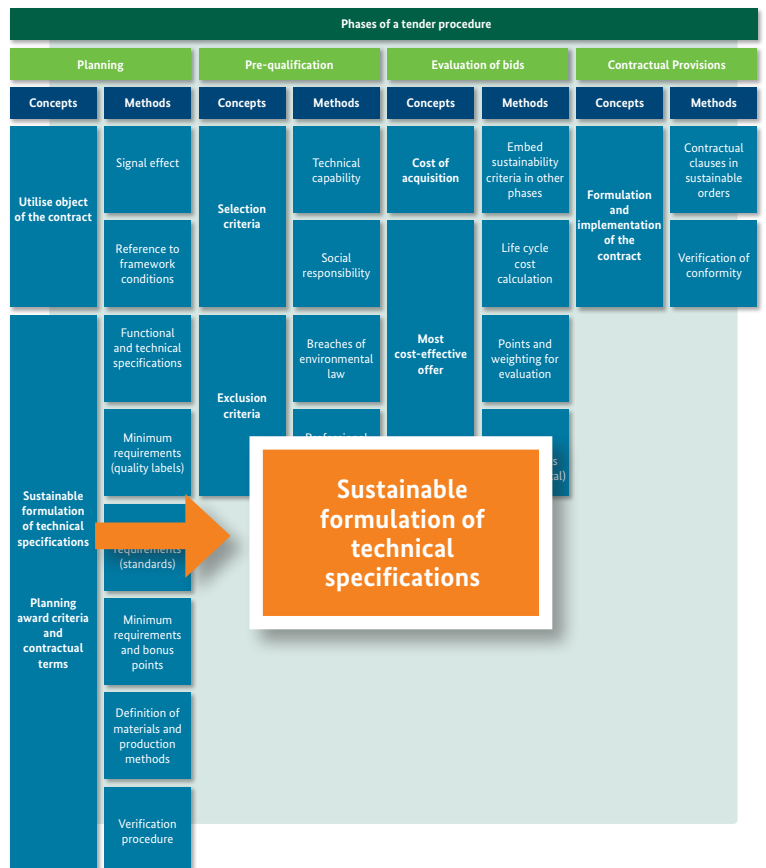 Phases of a tender procedure
Planning
Pre-qualification
Evaluation of bids
Contractual Provisions
Concepts
Methods
Concepts
Methods
Concepts
Methods
Concepts
Methods
Utilise object
of the contract
Signal effect
Reference to
framework
conditions
Sustainable
formulation
of technical
specifications
Planning
award criteria
and
contractual
terms
Functional
and technical
specifications
Minimum
requirements
(quality labels)
requirements
(standards)
Minimum
requirements
and bonus
points
Definition of
materials and
production
methods
Verification
procedure
Selection
criteria
Exclusion
criteria
Technical
capability
Social
responsibility
Breaches of
environmental
law
Professional
Cost of
acquisition
Most
cost-effective
offer
Embed
sustainability
criteria in other
phases
Life cycle
cost
calculation
Points and
weighting for
evaluation
Formulation
and
implementation
of the
contract
Contractual
clauses in
sustainable
orders
Verification of
conformity
Sustainable
formulation of
technical
specifications